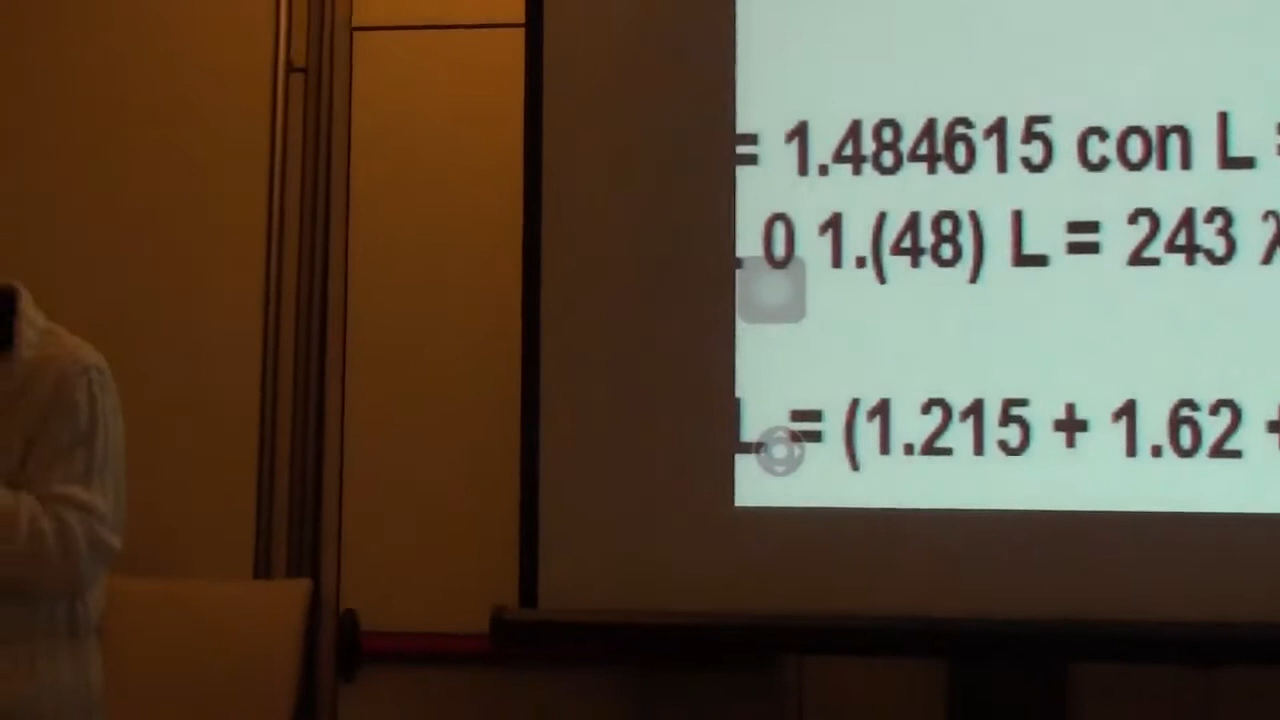 = 1.484615 con L =
. 0 1.(48) L = 243 λ
L = (1.215 + 1.62 +